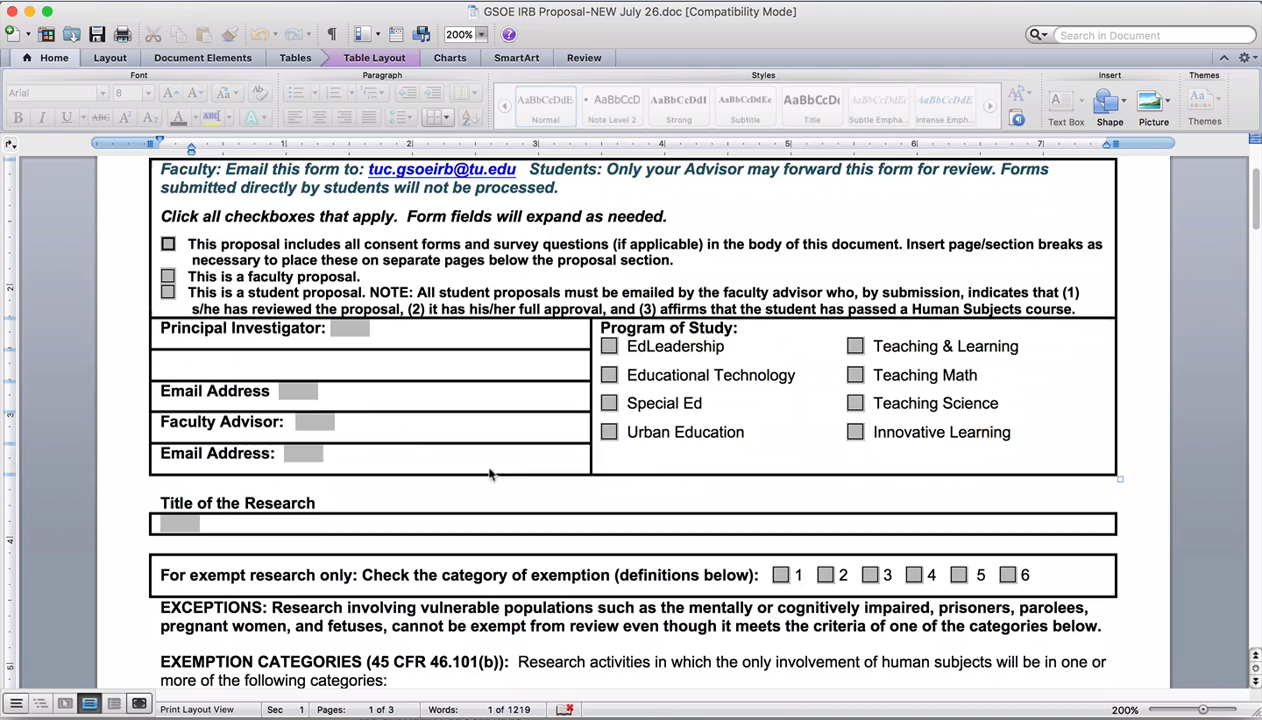 GSOE IRB Proposal-NEW July 26.doc [Compatibility Mode]
200%
Search in Document
Home Layout Document Elements Tables Table Layout Charts SmartArt Review
Font Paragraph Styles Insert Themes
Arial 8
AaBbCcDdE AaBbCcD AaBbCcDdI AaBbCcDdEe AaBbCcDc AaBbCcDdEe AaBbCcDdEe
Normal Note Level 2 Strong Subtitle Title Subtle Empha... Intense Emph...
Text Box Shape Picture Themes
1 2 3 4 5 6 7
Faculty: Email this form to: tuc.gsoeirb@tu.edu Students: Only your Advisor may forward this form for review. Forms
submitted directly by students will not be processed.
Click all checkboxes that apply. Form fields will expand as needed.
This proposal includes all consent forms and survey questions (if applicable) in the body of this document. Insert page/section breaks as
necessary to place these on separate pages below the proposal section.
This is a faculty proposal.
This is a student proposal. NOTE: All student proposals must be emailed by the faculty advisor who, by submission, indicates that (1)
s/he has reviewed the proposal, (2) it has his/her full approval, and (3) affirms that the student has passed a Human Subjects course.
Principal Investigator:
Email Address
Faculty Advisor:
Email Address:
Program of Study:
EdLeadership Teaching & Learning
Educational Technology Teaching Math
Special Ed Teaching Science
Urban Education Innovative Learning
Title of the Research
For exempt research only: Check the category of exemption (definitions below): 1 2 3 4 5 6
EXCEPTIONS: Research involving vulnerable populations such as the mentally or cognitively impaired, prisoners, parolees,
pregnant women, and fetuses, cannot be exempt from review even though it meets the criteria of one of the categories below.
EXEMPTION CATEGORIES (45 CFR 46.101(b)): Research activities in which the only involvement of human subjects will be in one or
more of the following categories:
Print Layout View Sec 1 Pages: 1 of 3 Words: 1 of 1219 200%